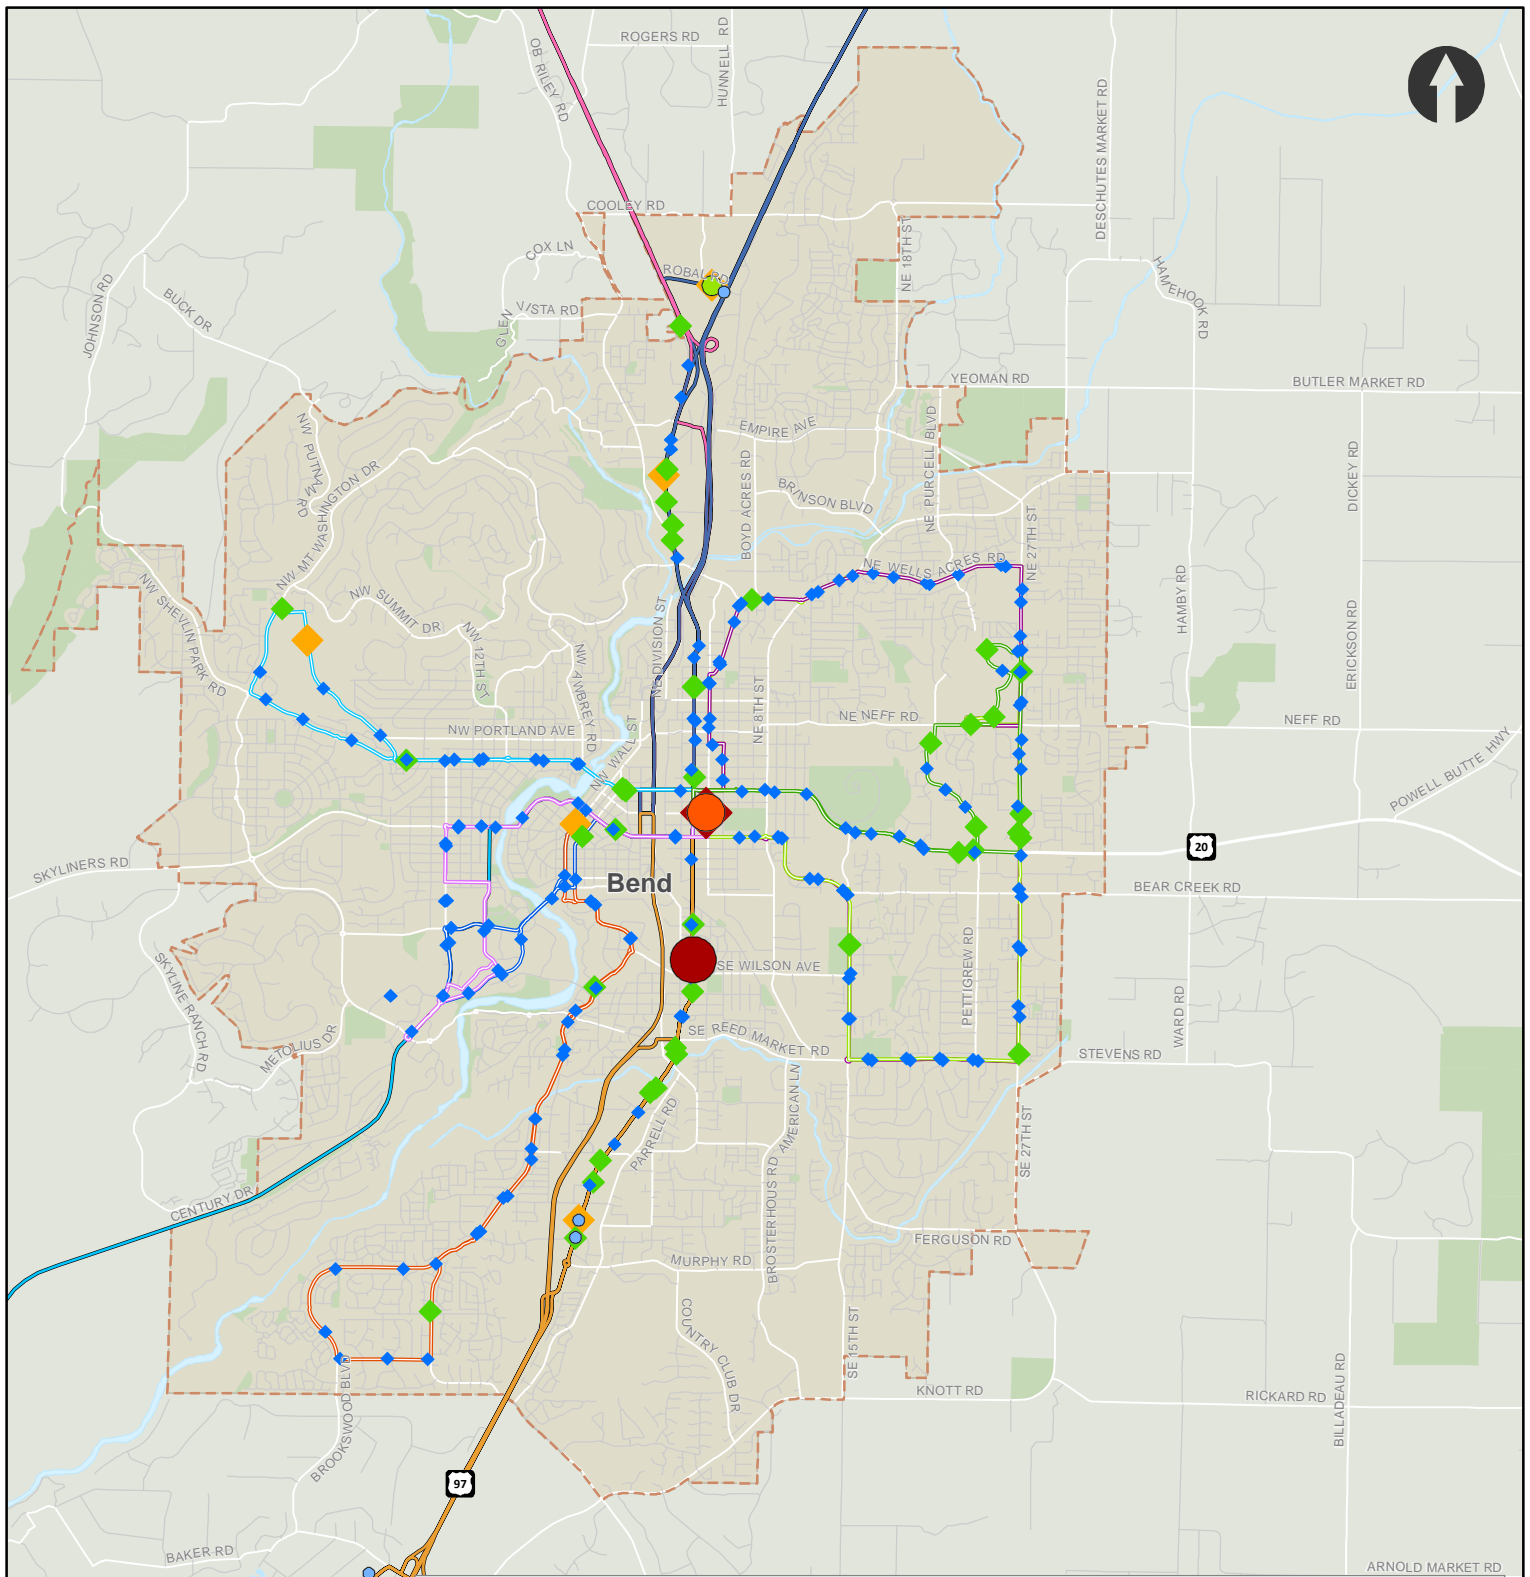 ROGERS RD
OB RILEY RD
HUNNELL RD
DESCHUTES MARKET RD
COOLEY RD
COX LN
NE 18TH ST
HAMEHOOK RD
ROBAL RD
JOHNSON RD
BUCK DR
GLEN VISTA RD
YEOMAN RD
BUTLER MARKET RD
EMPIRE AVE
NE PURCELL BLVD
NW PUTNAM RD
NW MT WASHINGTON DR
BOYD ACRES RD
BRINSON BLVD
DICKEY RD
NE 27TH ST
NE WELLS ACRES RD
NW SHEVLIN PARK RD
NW SUMMIT DR
NW 12TH ST
NW AWBREY RD
NE DIVISION ST
HAMBY RD
ERICKSON RD
NE 8TH ST
NE NEFF RD
NEFF RD
NW PORTLAND AVE
NW WALL ST
POWELL BUTTE HWY
20
SKYLINERS RD
Bend
BEAR CREEK RD
SE WILSON AVE
PETTIGREW RD
SKYLINE RANCH RD
METOLIUS DR
SE REED MARKET RD
WARD RD
STEVENS RD
AMERICAN LN
PARRELL RD
SE 27TH ST
CENTURY DR
BROSTERHOUS RD
FERGUSON RD
MURPHY RD
COUNTRY CLUB DR
SE 15TH ST
BROOKSWOOD BLVD
KNOTT RD
RICKARD RD
BILLADEAU RD
97
BAKER RD
ARNOLD MARKET RD